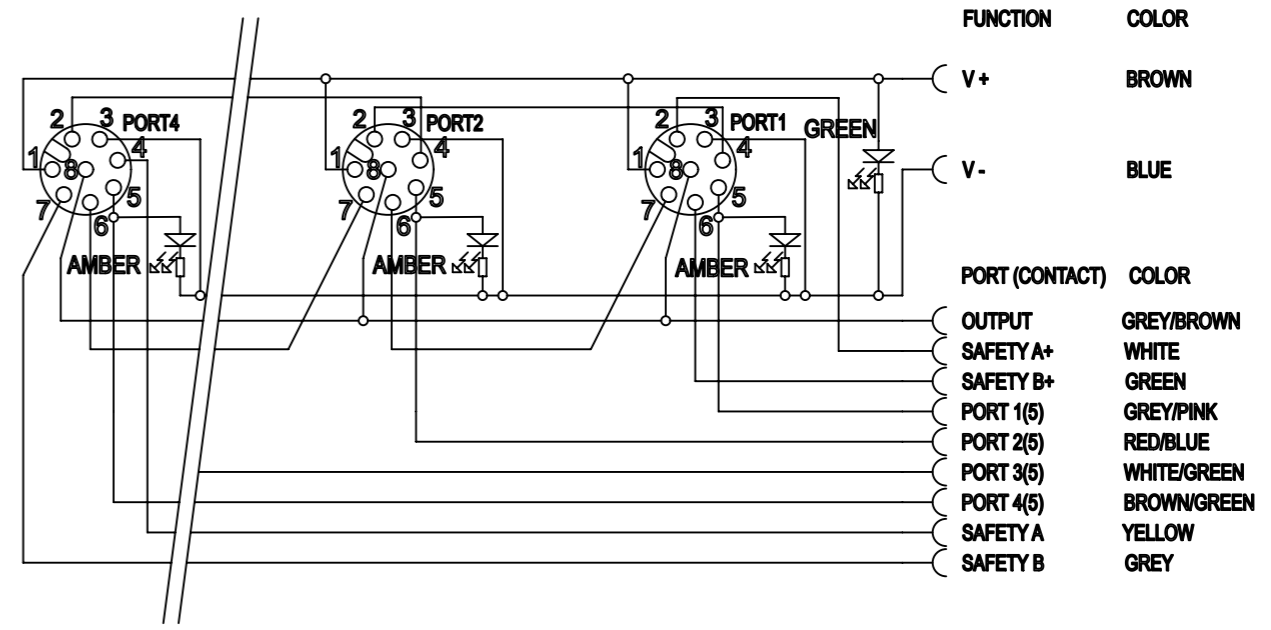 FUNCTION COLOR
V + BROWN
2 3 PORT4 2 3 PORT2 2 3 PORT1 GREEN
4 4 4
1 8 1 8 1 8
V - BLUE
7 5 7 5 7 5
6 6 6
AMBER AMBER AMBER
PORT (CONTACT) COLOR
OUTPUT GREY/BROWN
SAFETY A+ WHITE
SAFETY B+ GREEN
PORT 1(5) GREY/PINK
PORT 2(5) RED/BLUE
PORT 3(5) WHITE/GREEN
PORT 4(5) BROWN/GREEN
SAFETY A YELLOW
SAFETY B GREY